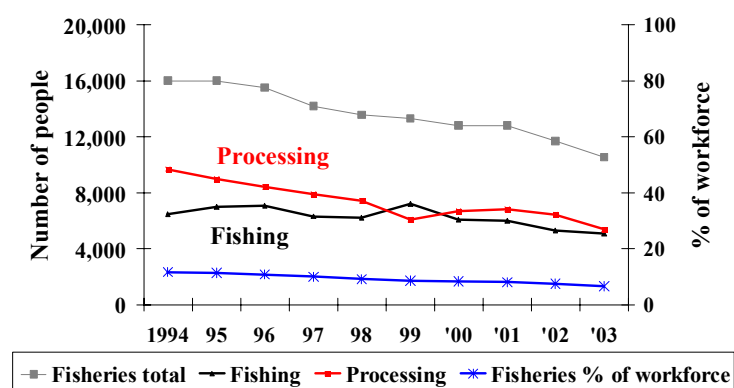 Number of people
20,000
16,000
12,000
8,000
4,000
0
Processing
Fishing
100
80
60
40
20
0
% of workforce
1994 95 96 97 98 99 '00 '01 '02 '03
Fisheries total Fishing Processing Fisheries % of workforce